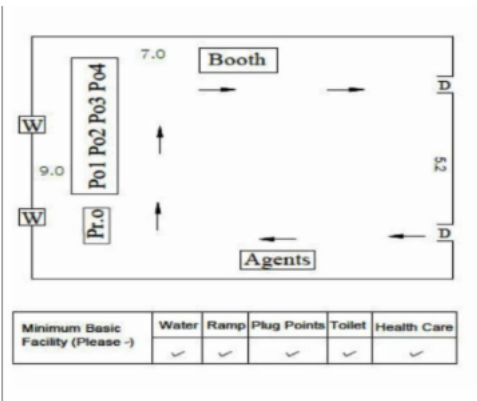 7.0
Booth
Po1 Po2 Po3 Po4
D
W
9.0
52
W
Pr.o
D
Agents
Minimum Basic Facility (Please -)
Water Ramp Plug Points Toilet Health Care
✓ ✓ ✓ ✓ ✓